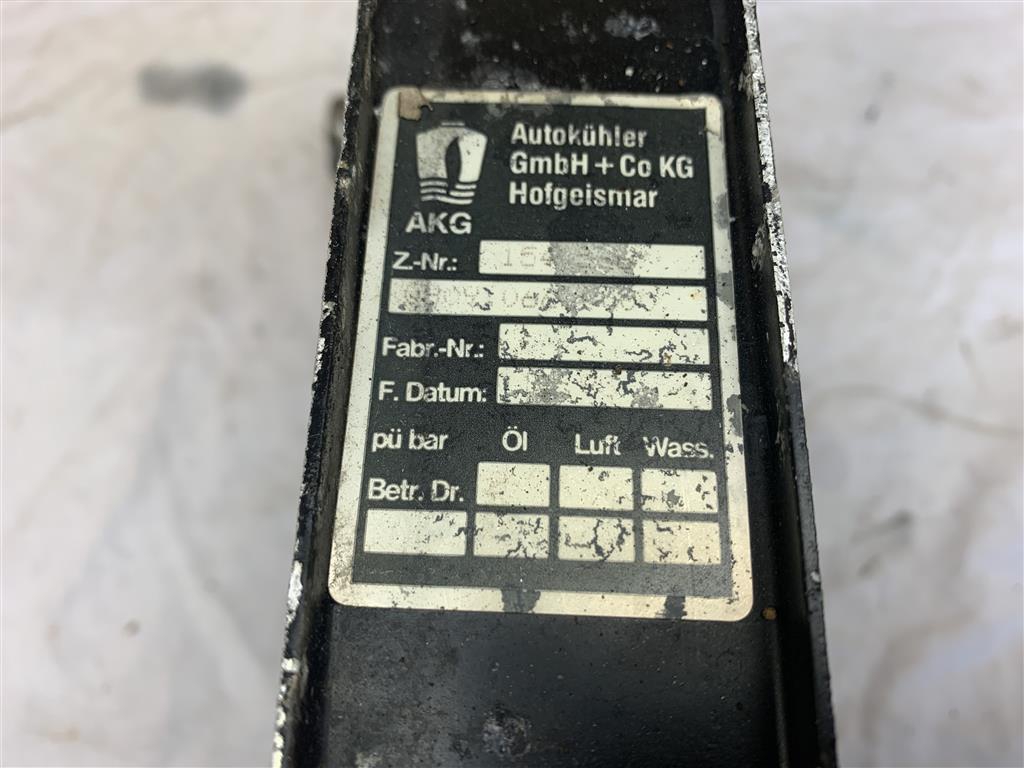 Autokühler
GmbH + Co KG
Hofgeismar
AKG
Z.-Nr.:
Fabr.-Nr.:
F. Datum:
pü bar Öl Luft Wass.
Betr. Dr.